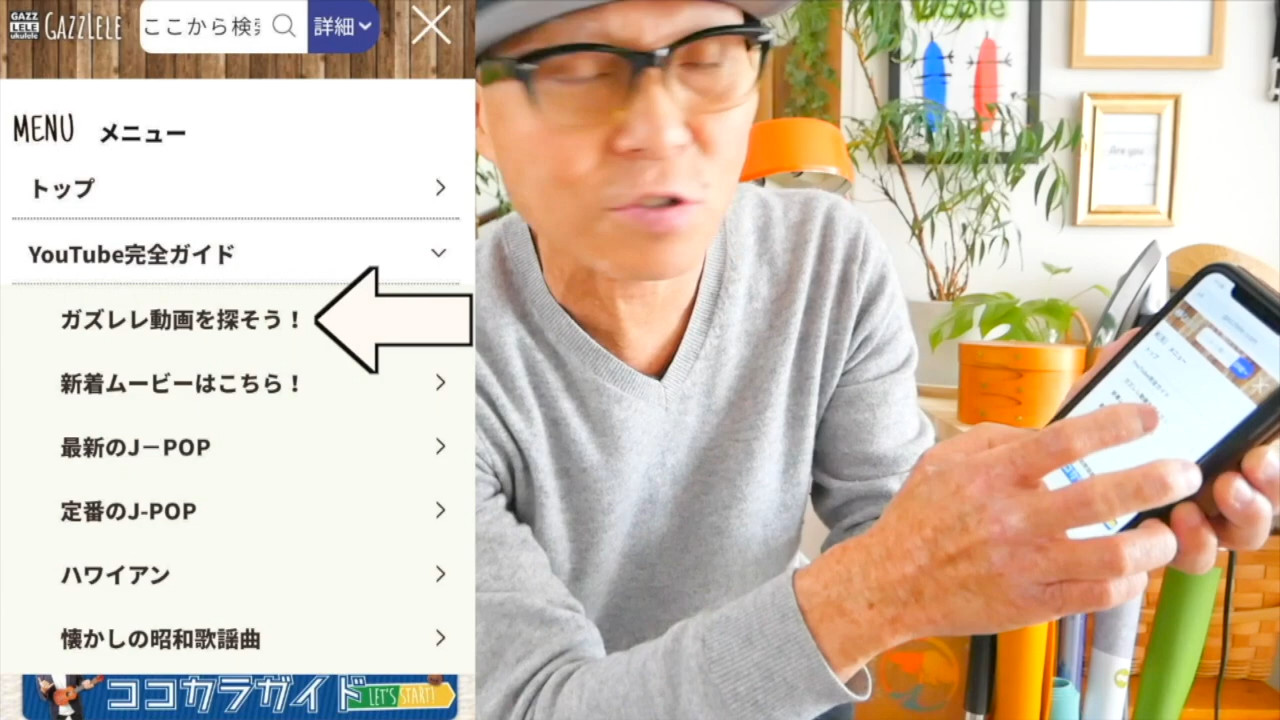 GAZZ
LELE
ukulele
GAZZLELE
ここから検索
詳細
MENU メニュー
トップ
YouTube完全ガイド
ガズレレ動画を探そう！
新着ムービーはこちら！
最新のJ－POP
定番のJ-POP
ハワイアン
懐かしの昭和歌謡曲
ココカラガイド
LET'S START!
Are you